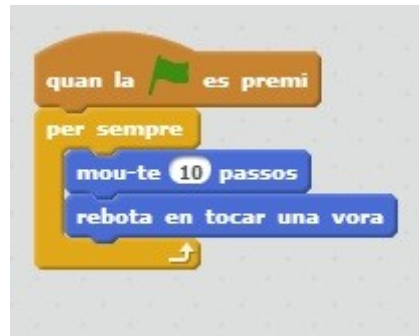 quan la es premi
per sempre
mou-te 10 passos
rebota en tocar una vora